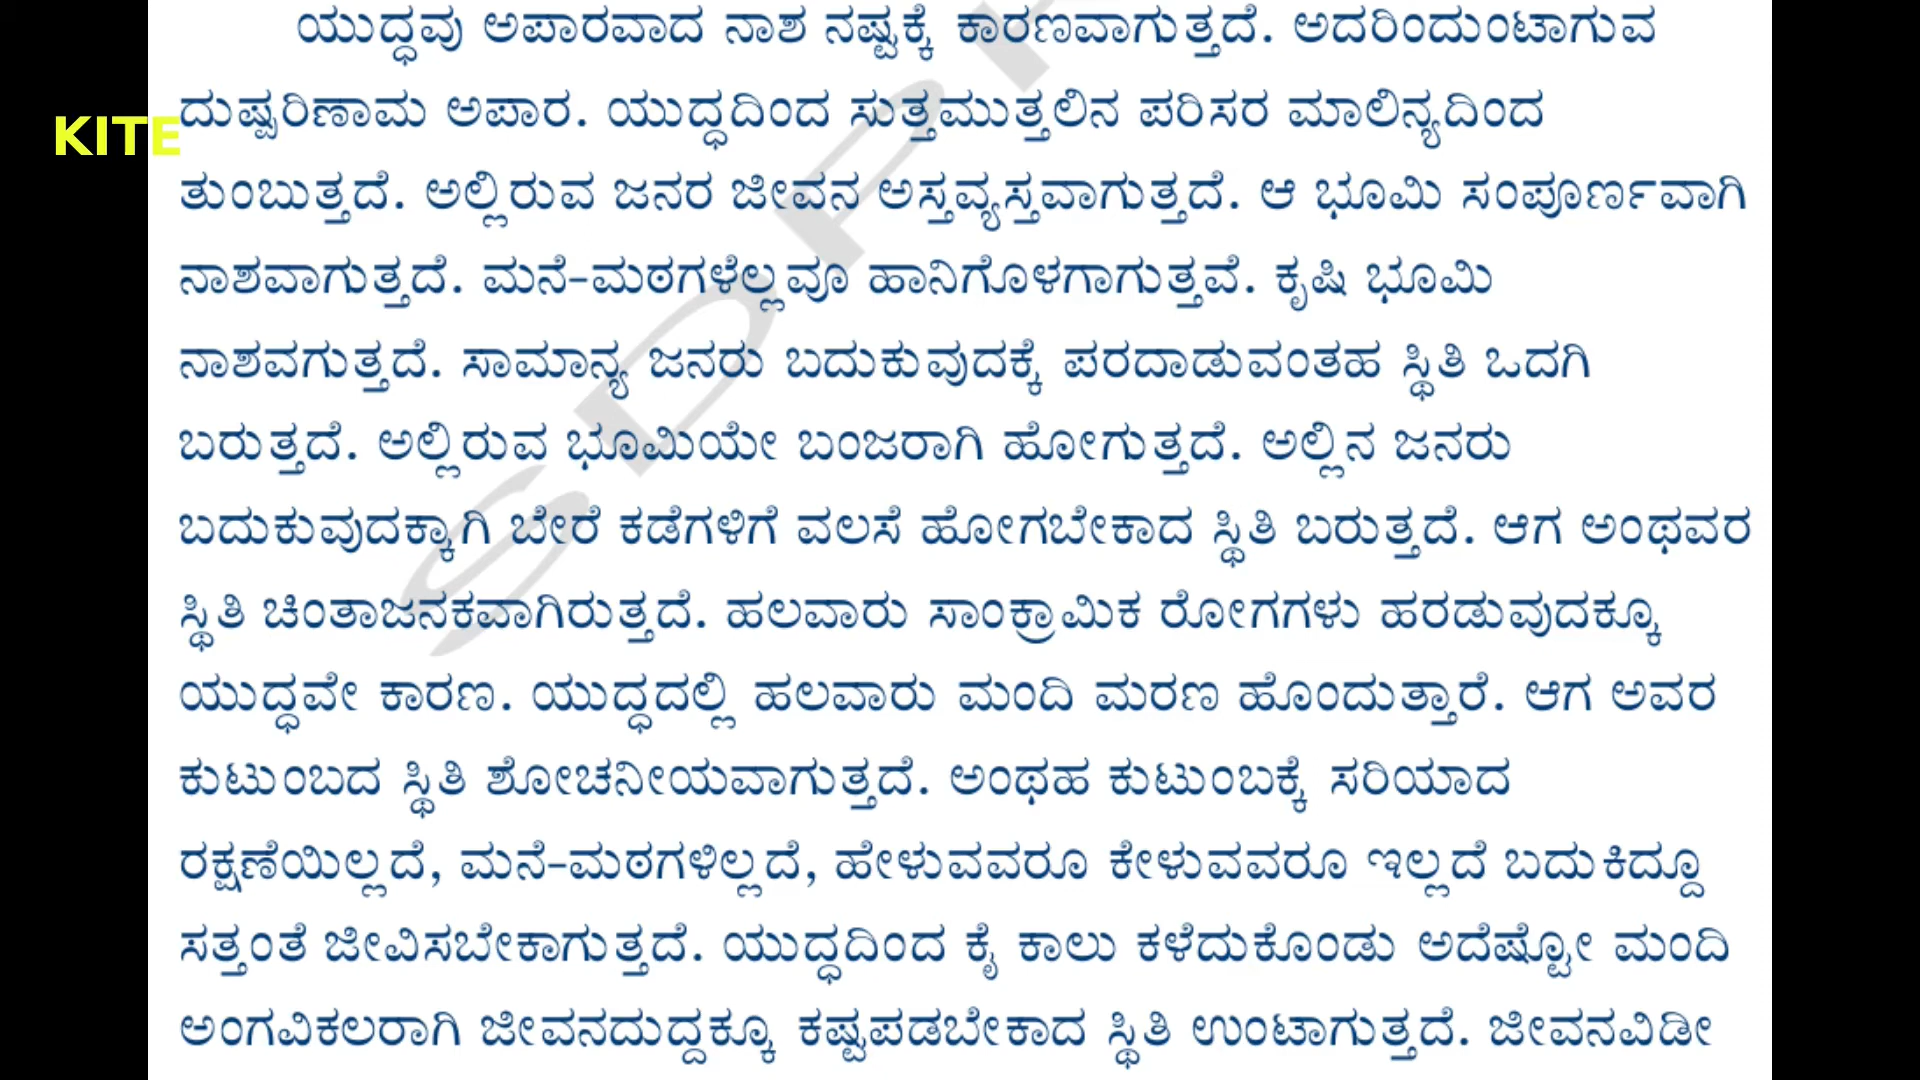 ಯುದ್ಧವು ಅಪಾರವಾದ ನಾಶ ನಷ್ಟಕ್ಕೆ ಕಾರಣವಾಗುತ್ತದೆ. ಅದರಿಂದುಂಟಾಗುವ
KITE
ದುಷ್ಪರಿಣಾಮ ಅಪಾರ. ಯುದ್ಧದಿಂದ ಸುತ್ತಮುತ್ತಲಿನ ಪರಿಸರ ಮಾಲಿನ್ಯದಿಂದ
ತುಂಬುತ್ತದೆ. ಅಲ್ಲಿರುವ ಜನರ ಜೀವನ ಅಸ್ತವ್ಯಸ್ತವಾಗುತ್ತದೆ. ಆ ಭೂಮಿ ಸಂಪೂರ್ಣವಾಗಿ
ನಾಶವಾಗುತ್ತದೆ. ಮನೆ-ಮಠಗಳೆಲ್ಲವೂ ಹಾನಿಗೊಳಗಾಗುತ್ತವೆ. ಕೃಷಿ ಭೂಮಿ
ನಾಶವಗುತ್ತದೆ. ಸಾಮಾನ್ಯ ಜನರು ಬದುಕುವುದಕ್ಕೆ ಪರದಾಡುವಂತಹ ಸ್ಥಿತಿ ಒದಗಿ
ಬರುತ್ತದೆ. ಅಲ್ಲಿರುವ ಭೂಮಿಯೇ ಬಂಜರಾಗಿ ಹೋಗುತ್ತದೆ. ಅಲ್ಲಿನ ಜನರು
ಬದುಕುವುದಕ್ಕಾಗಿ ಬೇರೆ ಕಡೆಗಳಿಗೆ ವಲಸೆ ಹೋಗಬೇಕಾದ ಸ್ಥಿತಿ ಬರುತ್ತದೆ. ಆಗ ಅಂಥವರ
ಸ್ಥಿತಿ ಚಿಂತಾಜನಕವಾಗಿರುತ್ತದೆ. ಹಲವಾರು ಸಾಂಕ್ರಾಮಿಕ ರೋಗಗಳು ಹರಡುವುದಕ್ಕೂ
ಯುದ್ಧವೇ ಕಾರಣ. ಯುದ್ಧದಲ್ಲಿ ಹಲವಾರು ಮಂದಿ ಮರಣ ಹೊಂದುತ್ತಾರೆ. ಆಗ ಅವರ
ಕುಟುಂಬದ ಸ್ಥಿತಿ ಶೋಚನೀಯವಾಗುತ್ತದೆ. ಅಂಥಹ ಕುಟುಂಬಕ್ಕೆ ಸರಿಯಾದ
ರಕ್ಷಣೆಯಿಲ್ಲದೆ, ಮನೆ-ಮಠಗಳಿಲ್ಲದೆ, ಹೇಳುವವರೂ ಕೇಳುವವರೂ ಇಲ್ಲದೆ ಬದುಕಿದ್ದೂ
ಸತ್ತಂತೆ ಜೀವಿಸಬೇಕಾಗುತ್ತದೆ. ಯುದ್ಧದಿಂದ ಕೈ ಕಾಲು ಕಳೆದುಕೊಂಡು ಅದೆಷ್ಟೋ ಮಂದಿ
ಅಂಗವಿಕಲರಾಗಿ ಜೀವನದುದ್ದಕ್ಕೂ ಕಷ್ಟಪಡಬೇಕಾದ ಸ್ಥಿತಿ ಉಂಟಾಗುತ್ತದೆ. ಜೀವನವಿಡೀ